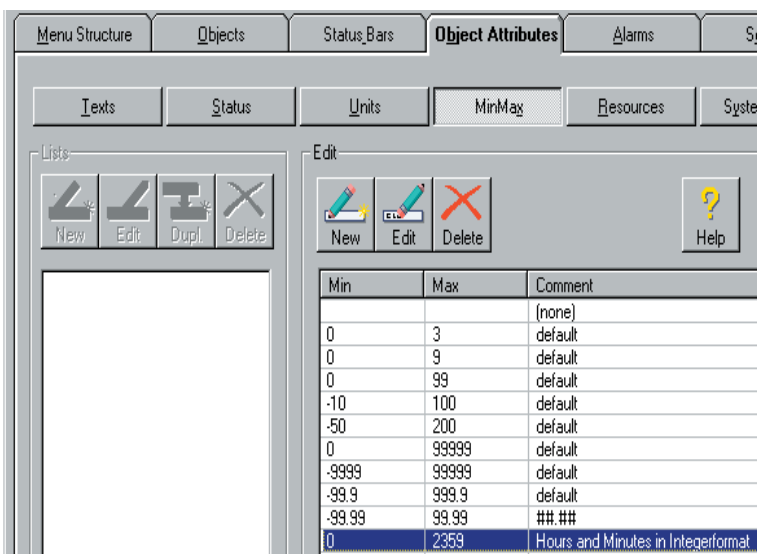 Menu Structure Objects Status Bars Object Attributes Alarms
Texts Status Units MinMax Resources Syste
Lists Edit
New Edit Dupl. Delete New Edit Delete Help
Min Max Comment
(none)
0 3 default
0 9 default
0 99 default
-10 100 default
-50 200 default
0 99999 default
-9999 99999 default
-99.9 999.9 default
-99.99 99.99 ##.##
0 2359 Hours and Minutes in Integerformat